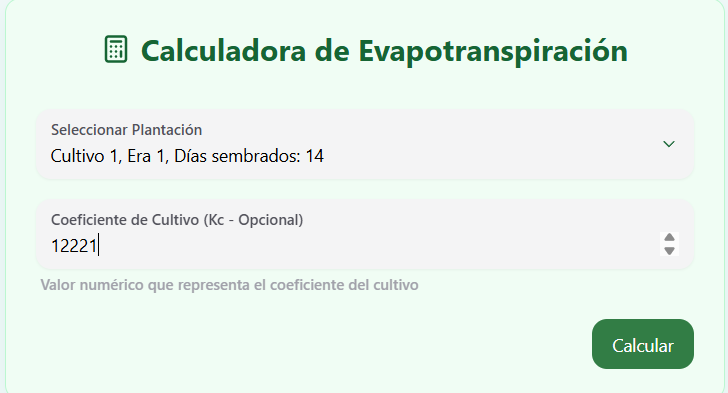 Calculadora de Evapotranspiración
Seleccionar Plantación
Cultivo 1, Era 1, Días sembrados: 14
Coeficiente de Cultivo (Kc - Opcional)
12221
Valor numérico que representa el coeficiente del cultivo
Calcular